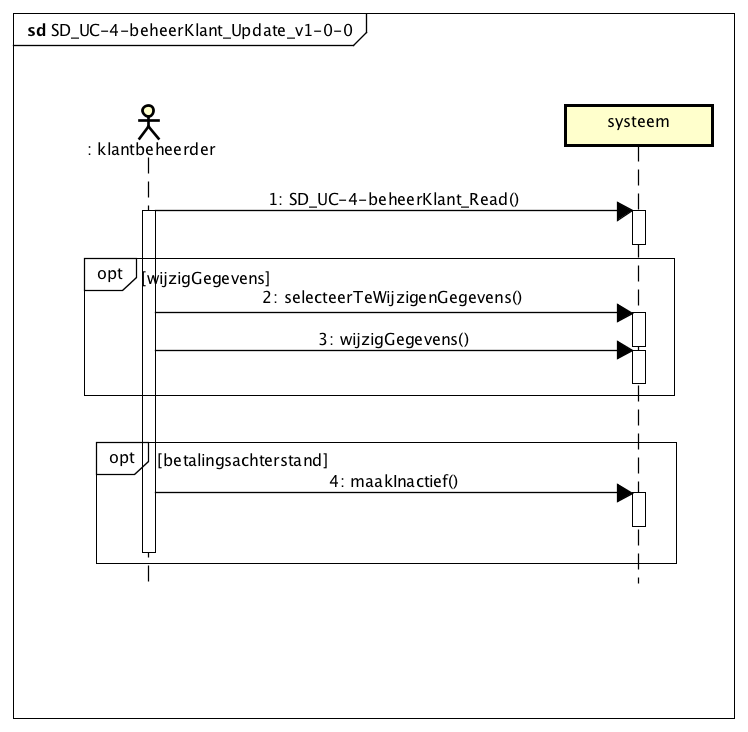 sd SD_UC-4-beheerKlant_Update_v1-0-0
systeem
: klantbeheerder
1: SD_UC-4-beheerKlant_Read()
opt
[wijzigGegevens]
2: selecteerTeWijzigenGegevens()
3: wijzigGegevens()
opt
[betalingsachterstand]
4: maakInactief()